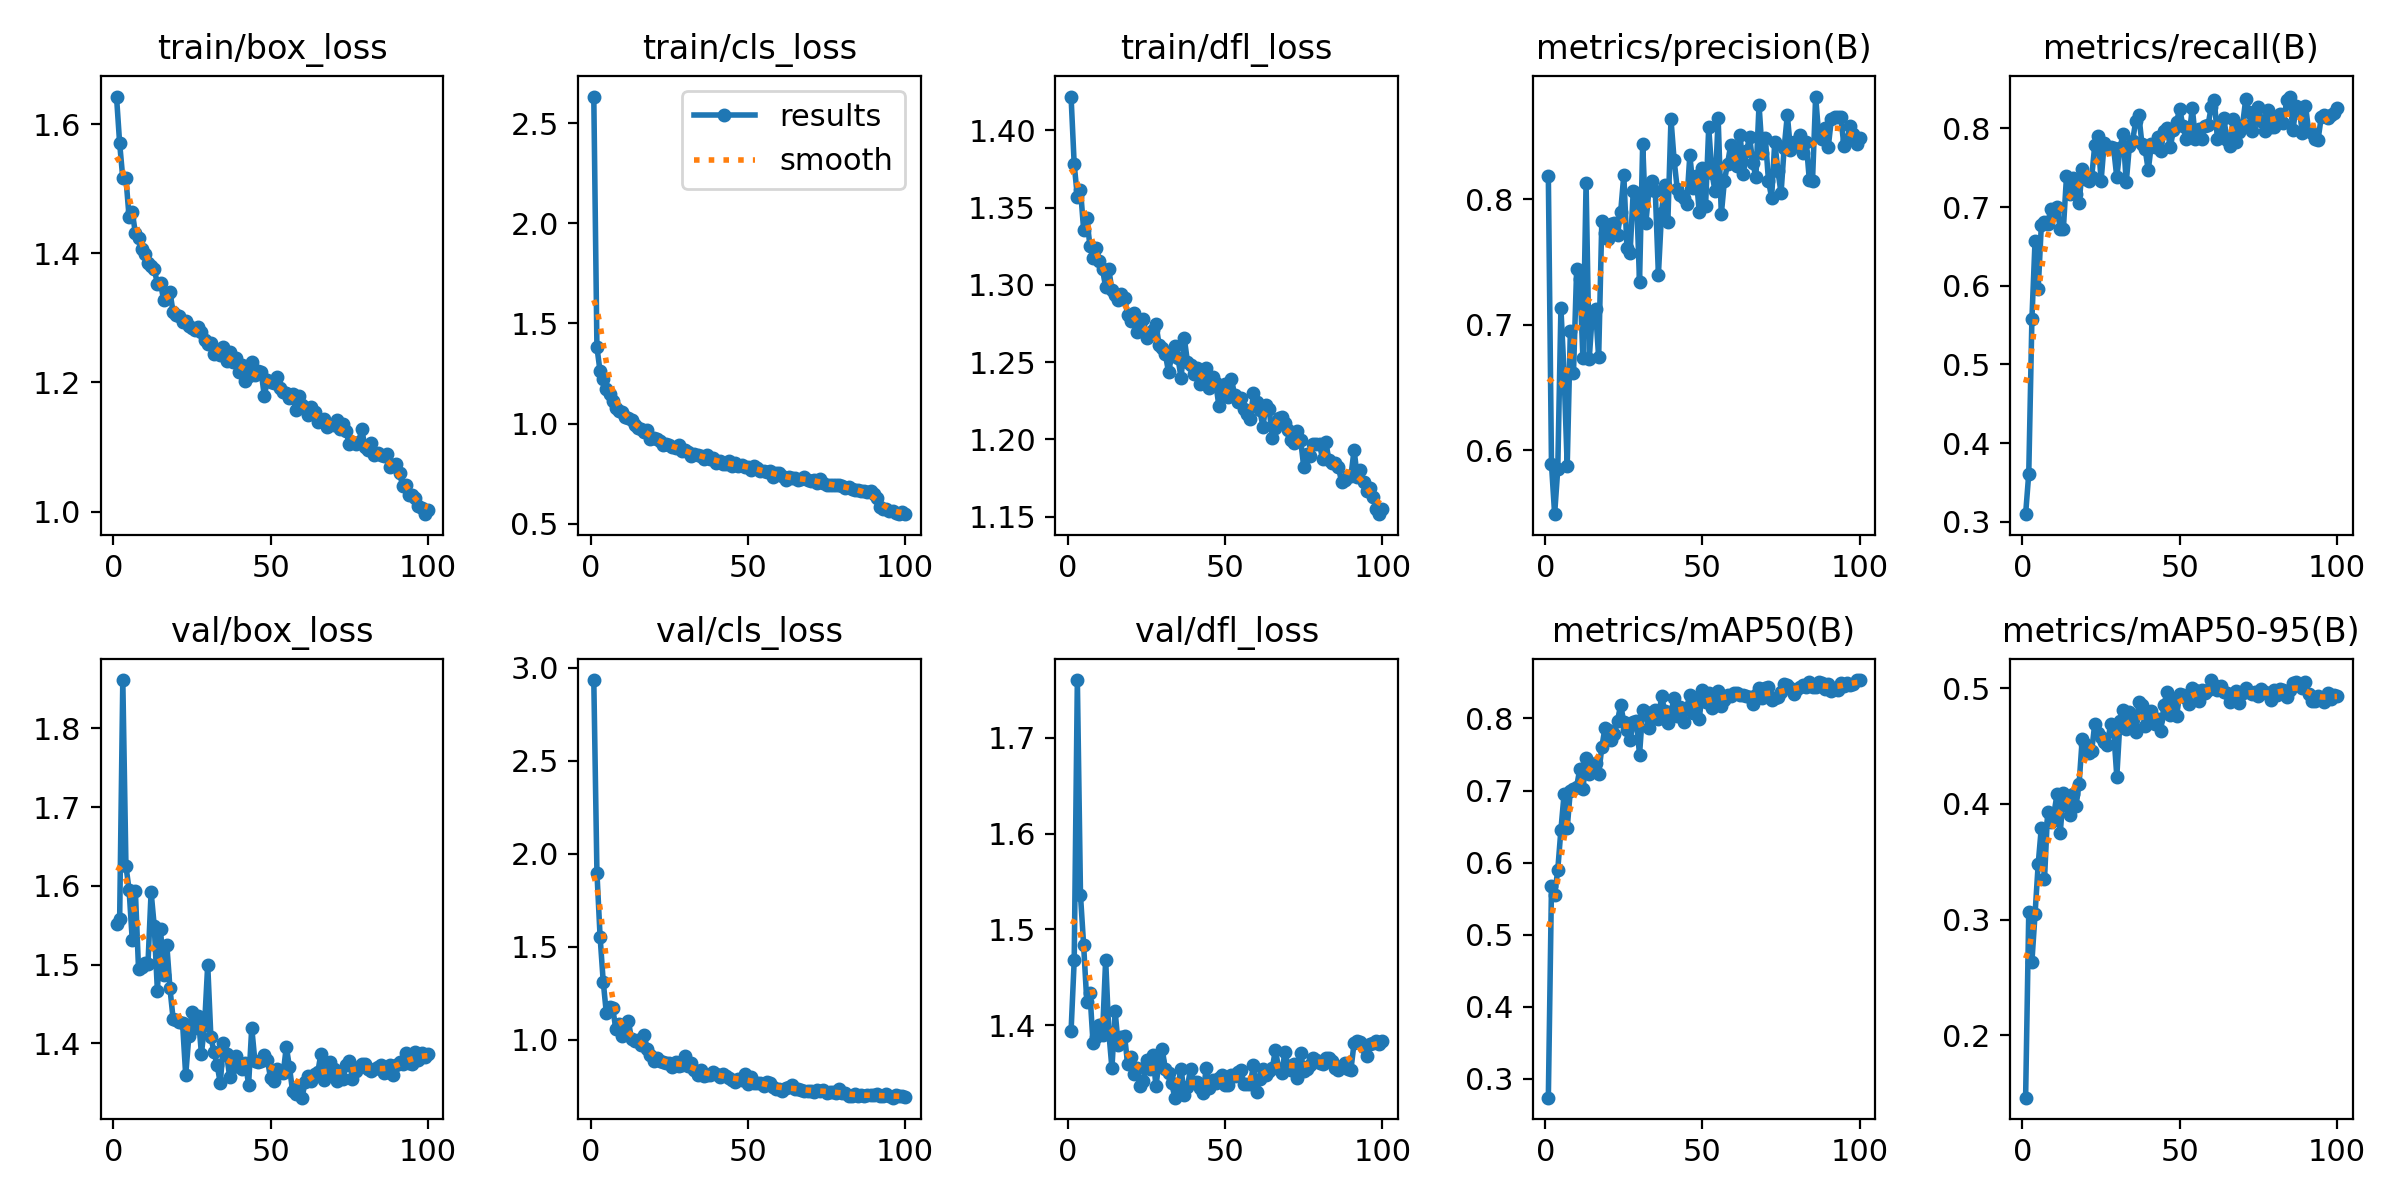 train/box_loss
1.6
1.4
1.2
1.0
0 50 100
train/cls_loss
results
smooth
2.5
2.0
1.5
1.0
0.5
0 50 100
train/dfl_loss
1.40
1.35
1.30
1.25
1.20
1.15
0 50 100
metrics/precision(B)
0.8
0.7
0.6
0 50 100
metrics/recall(B)
0.8
0.7
0.6
0.5
0.4
0.3
0 50 100
val/box_loss
1.8
1.7
1.6
1.5
1.4
0 50 100
val/cls_loss
3.0
2.5
2.0
1.5
1.0
0 50 100
val/dfl_loss
1.7
1.6
1.5
1.4
0 50 100
metrics/mAP50(B)
0.8
0.7
0.6
0.5
0.4
0.3
0 50 100
metrics/mAP50-95(B)
0.5
0.4
0.3
0.2
0 50 100